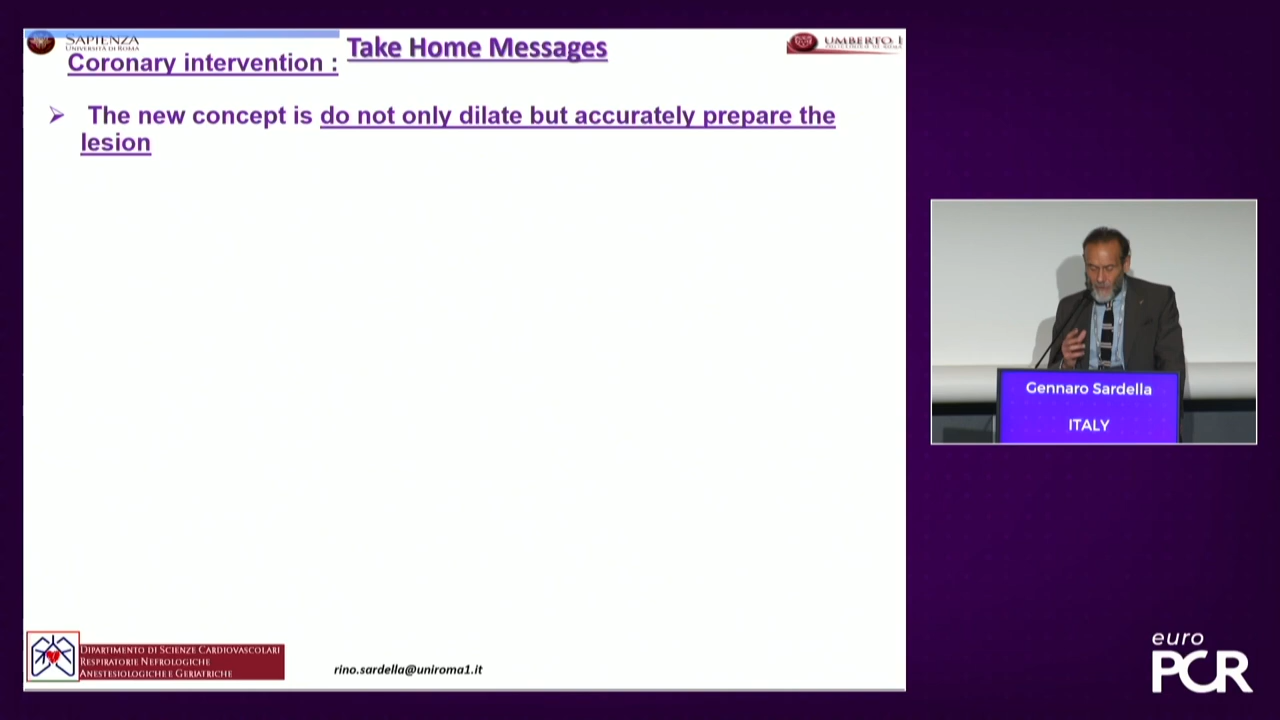 SAPIENZA
UNIVERSITÀ DI ROMA
Take Home Messages
UMBERTO I
Coronary intervention :
The new concept is do not only dilate but accurately prepare the
lesion
Gennaro Sardella
ITALY
DIPARTIMENTO DI SCIENZE CARDIOVASCOLARI
RESPIRATORIE NEFROLOGICHE
ANESTESIOLOGICHE E GERIATRICHE
rino.sardella@uniroma1.it
euro
PCR